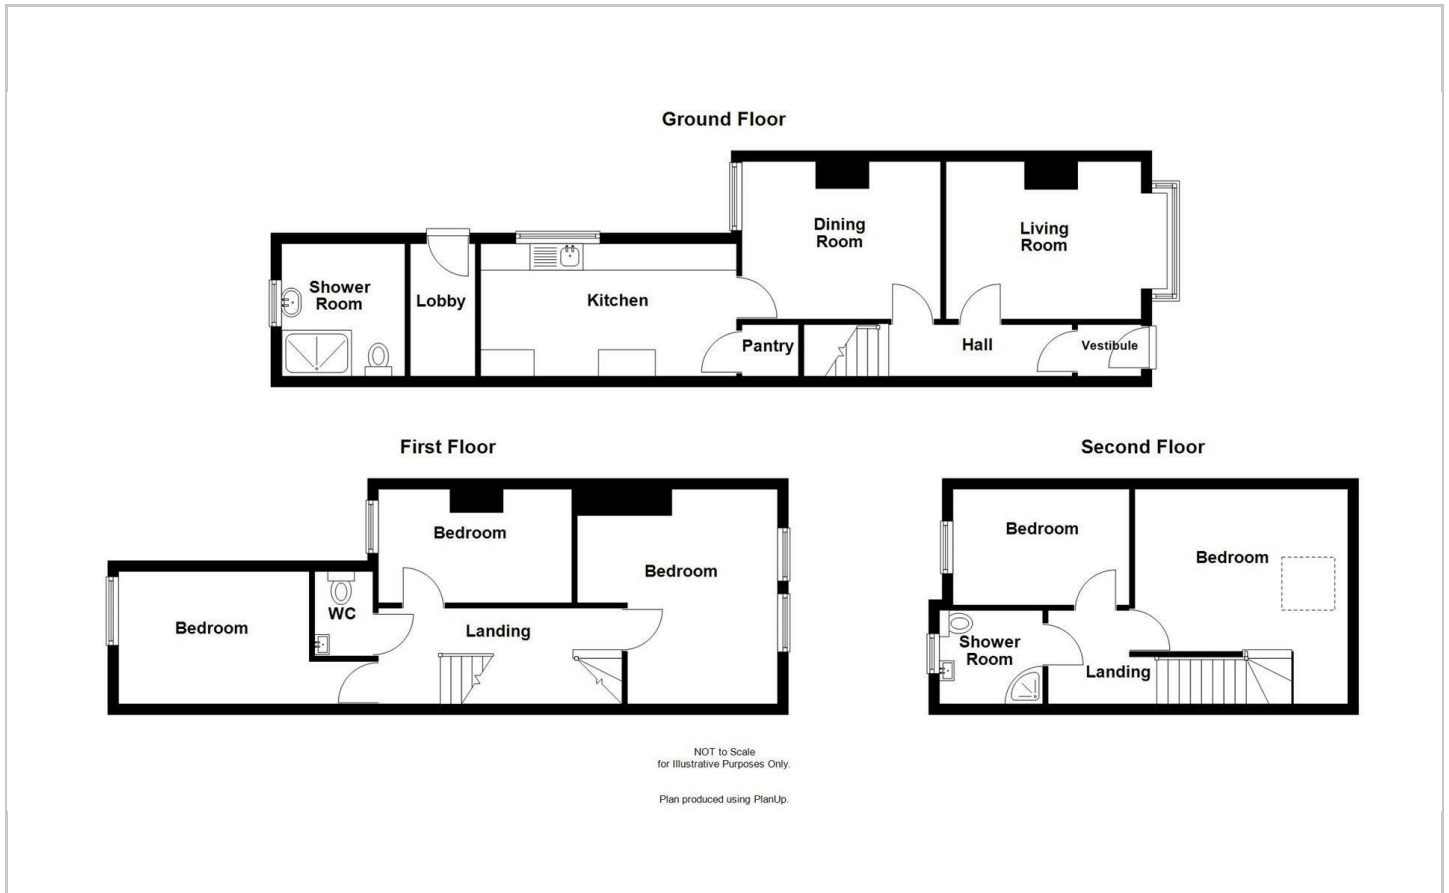 Ground Floor
Dining
Room
Living
Room
Shower
Room
Lobby
Kitchen
Pantry
Hall
Vestibule
First Floor
Bedroom
Bedroom
WC
Bedroom
Landing
Second Floor
Bedroom
Bedroom
Shower
Room
Landing
NOT to Scale
for Illustrative Purposes Only.
Plan produced using PlanUp.